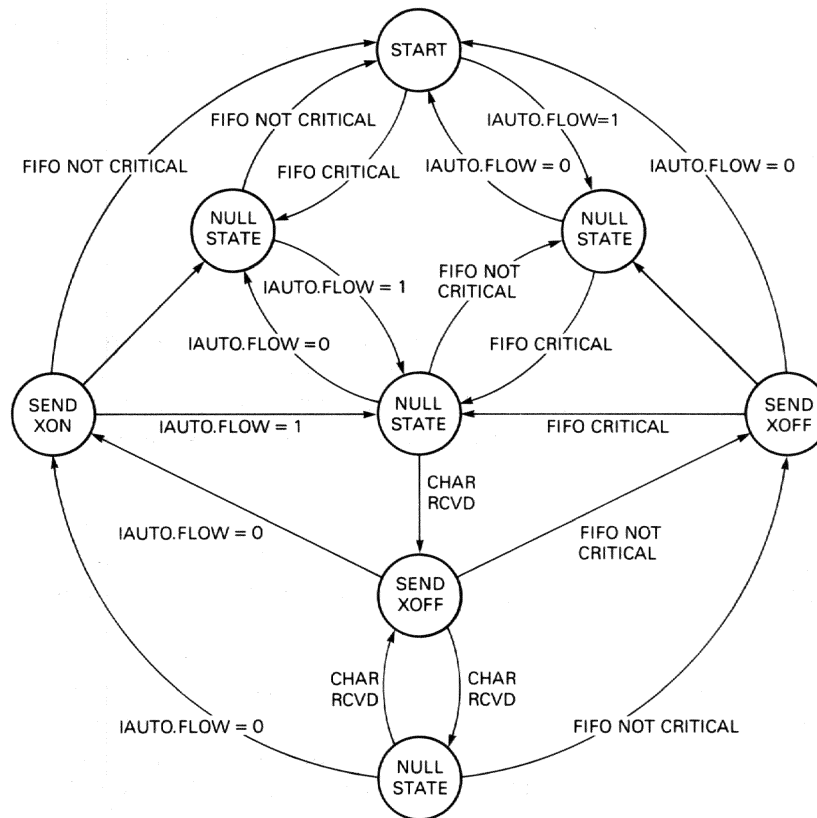 START
FIFO NOT CRITICAL
IAUTO.FLOW=1
FIFO NOT CRITICAL
FIFO CRITICAL
IAUTO.FLOW = 0
IAUTO.FLOW = 0
NULL
STATE
NULL
STATE
IAUTO.FLOW = 1
FIFO NOT
CRITICAL
IAUTO.FLOW = 0
FIFO CRITICAL
SEND
XON
IAUTO.FLOW = 1
NULL
STATE
FIFO CRITICAL
SEND
XOFF
CHAR
RCVD
IAUTO.FLOW = 0
FIFO NOT
CRITICAL
SEND
XOFF
CHAR
RCVD
CHAR
RCVD
IAUTO.FLOW = 0
FIFO NOT CRITICAL
NULL
STATE